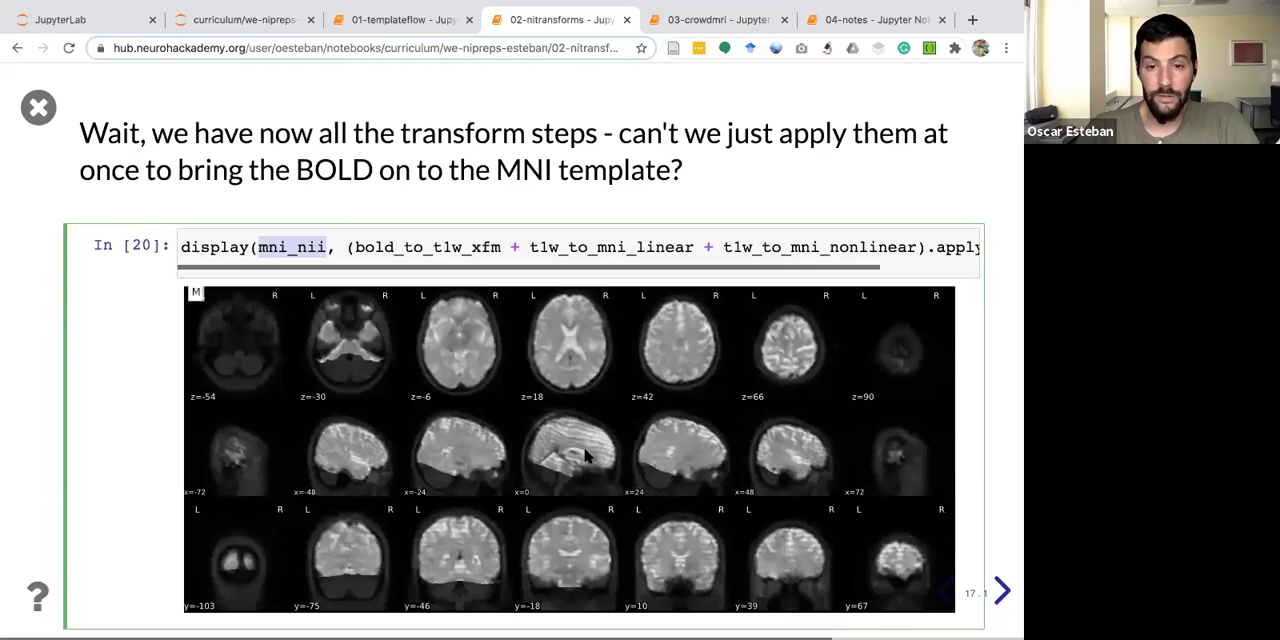 JupyterLab
curriculum/we-nipreps-
01-templateflow - Jupyt
02-nitransforms - Jupy
03-crowdmri - Jupyter
04-notes - Jupyter Not
hub.neurohackademy.org/user/oesteban/notebooks/curriculum/we-nipreps-esteban/02-nitransf...
Oscar Esteban
Wait, we have now all the transform steps - can't we just apply them at
once to bring the BOLD on to the MNI template?
In [20]: display(mni_nii, (bold_to_t1w_xfm + t1w_to_mni_linear + t1w_to_mni_nonlinear).apply
M
R L R L R L R L R L R L R
z=-54 z=-30 z=-6 z=18 z=42 z=66 z=90
x=-72 x=-48 x=-24 x=0 x=24 x=48 x=72
L R L R L R L R L R L R L R
y=-103 y=-75 y=-46 y=-18 y=10 y=39 y=67
17.1
?